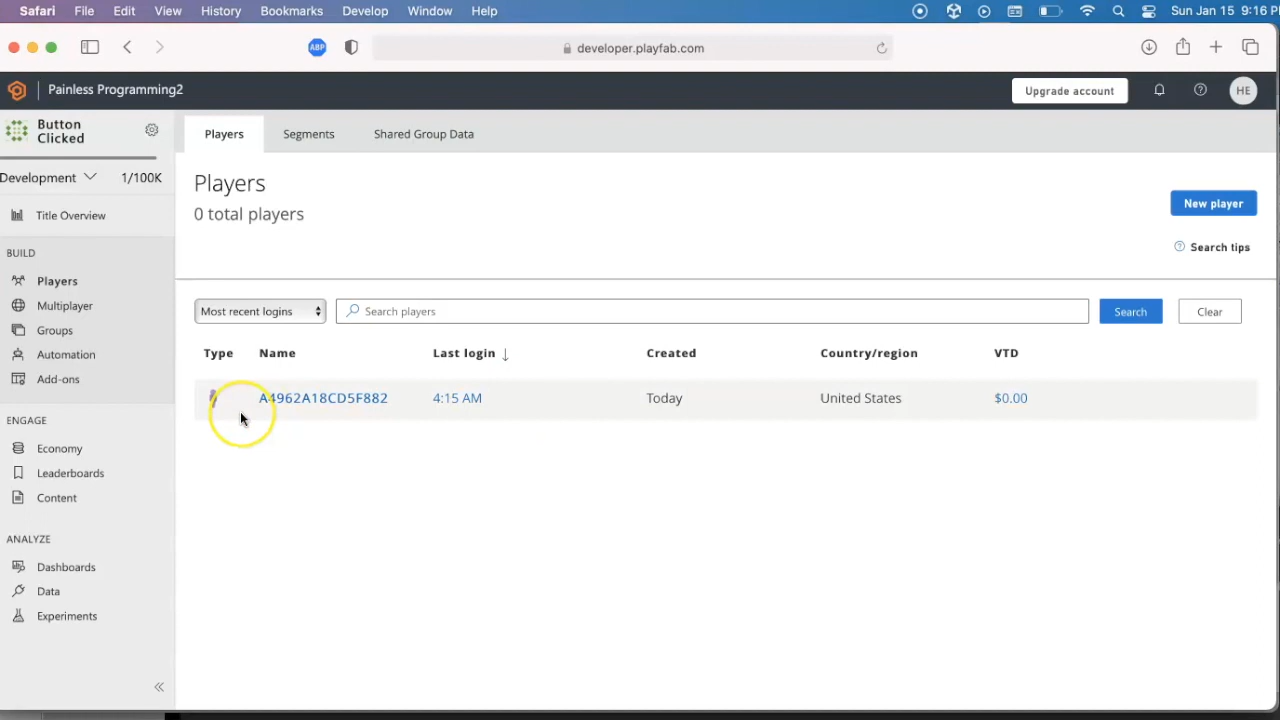 Safari File Edit View History Bookmarks Develop Window Help Sun Jan 15 9:16 P
ABP developer.playfab.com
Painless Programming2 Upgrade account HE
Button
Clicked
Development 1/100K
Title Overview
BUILD
Players
Multiplayer
Groups
Automation
Add-ons
ENGAGE
Economy
Leaderboards
Content
ANALYZE
Dashboards
Data
Experiments
Players Segments Shared Group Data
Players
0 total players
New player
Search tips
Most recent logins Search players Search Clear
Type Name Last login Created Country/region VTD
A4962A18CD5F882 4:15 AM Today United States $0.00